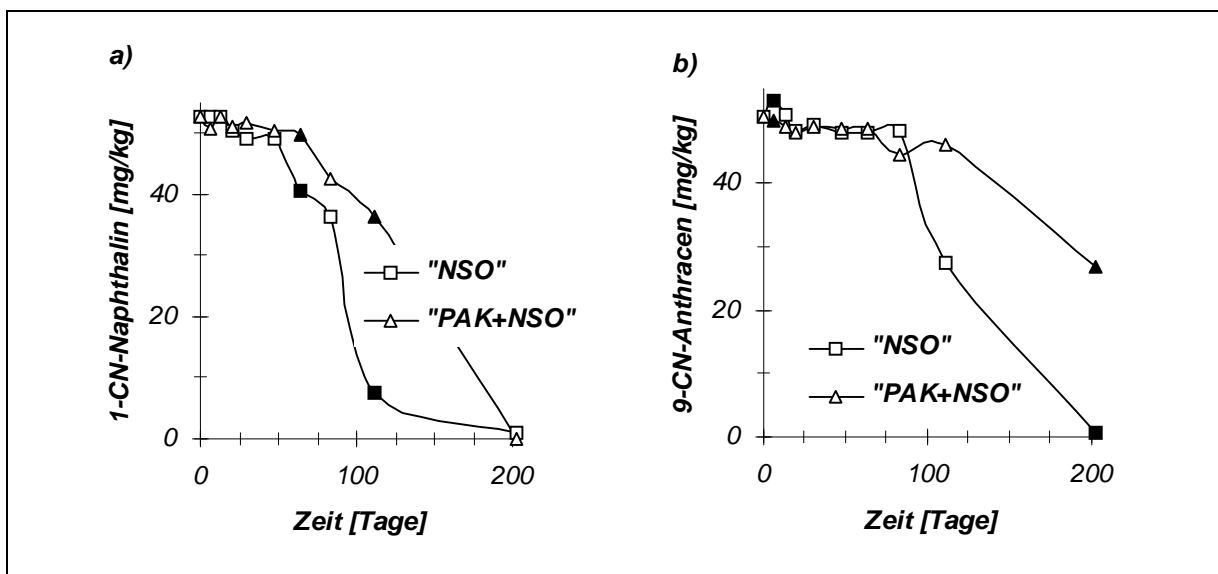 a)
1-CN-Naphthalin [mg/kg]
40
20
0
"NSO"
"PAK+NSO"
0
100
200
Zeit [Tage]
b)
9-CN-Anthracen [mg/kg]
40
20
0
"NSO"
"PAK+NSO"
0
100
200
Zeit [Tage]